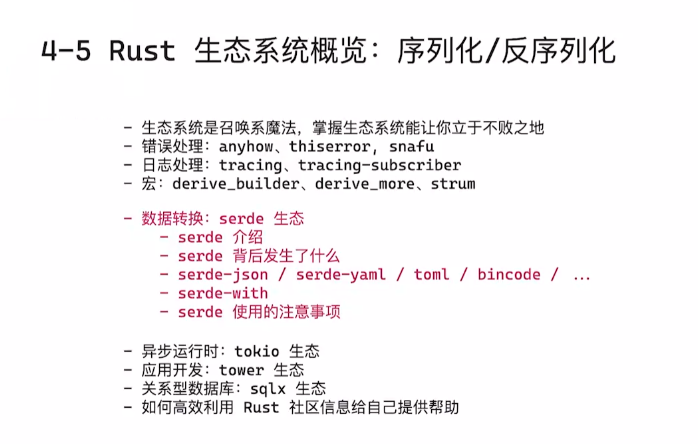 4-5 Rust 生态系统概览: 序列化/反序列化
- 生态系统是召唤系魔法, 掌握生态系统能让你立于不败之地
- 错误处理: anyhow、thiserror, snafu
- 日志处理: tracing、tracing-subscriber
- 宏: derive_builder、derive_more、strum
- 数据转换: serde 生态
- serde 介绍
- serde 背后发生了什么
- serde-json / serde-yaml / toml / bincode / ...
- serde-with
- serde 使用的注意事项
- 异步运行时: tokio 生态
- 应用开发: tower 生态
- 关系型数据库: sqlx 生态
- 如何高效利用 Rust 社区信息给自己提供帮助